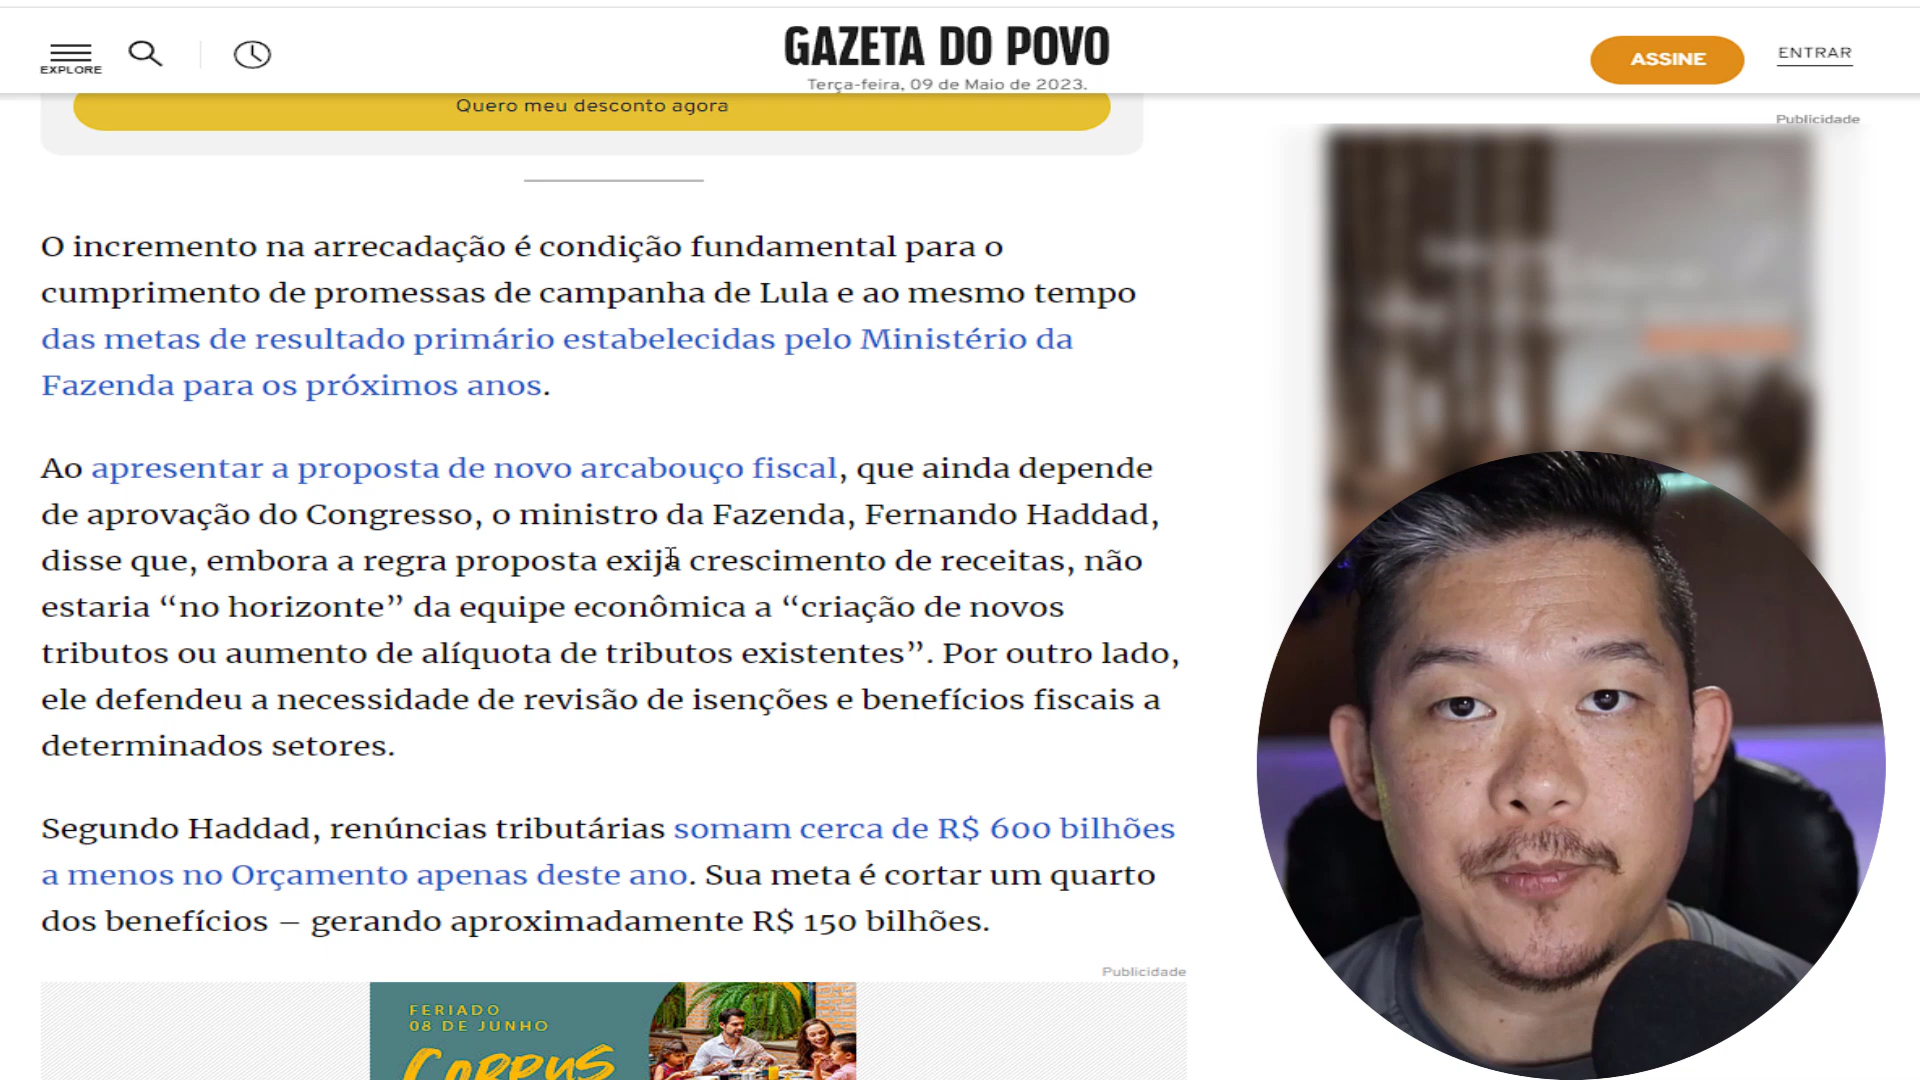 EXPLORE
GAZETA DO POVO
Terça-feira, 09 de Maio de 2023.
ASSINE
ENTRAR
Quero meu desconto agora
Publicidade
O incremento na arrecadação é condição fundamental para o
cumprimento de promessas de campanha de Lula e ao mesmo tempo
das metas de resultado primário estabelecidas pelo Ministério da
Fazenda para os próximos anos.
Ao apresentar a proposta de novo arcabouço fiscal, que ainda depende
de aprovação do Congresso, o ministro da Fazenda, Fernando Haddad,
disse que, embora a regra proposta exija crescimento de receitas, não
estaria “no horizonte” da equipe econômica a “criação de novos
tributos ou aumento de alíquota de tributos existentes”. Por outro lado,
ele defendeu a necessidade de revisão de isenções e benefícios fiscais a
determinados setores.
Segundo Haddad, renúncias tributárias somam cerca de R$ 600 bilhões
a menos no Orçamento apenas deste ano. Sua meta é cortar um quarto
dos benefícios – gerando aproximadamente R$ 150 bilhões.
Publicidade
FERIADO
08 DE JUNHO
CORPUS